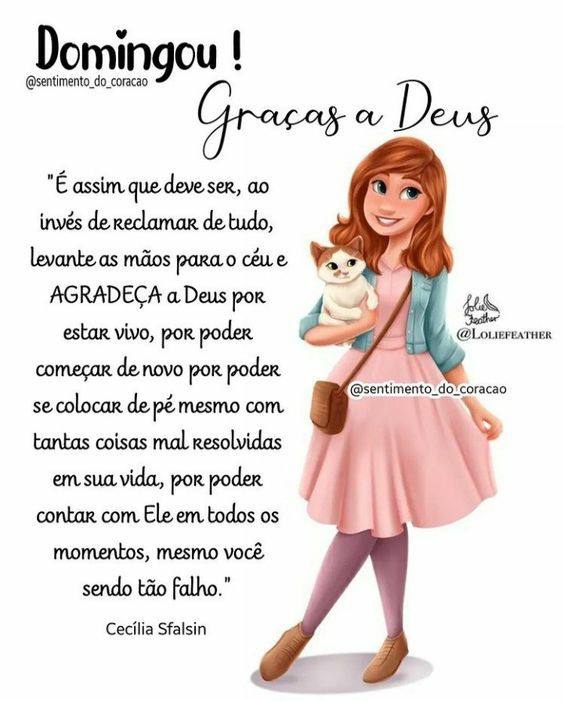 Domingou !
@sentimento_do_coracao
Graças a Deus
"É assim que deve ser, ao
invés de reclamar de tudo,
levante as mãos para o céu e
AGRADEÇA a Deus por
estar vivo, por poder
começar de novo por poder
se colocar de pé mesmo com
tantas coisas mal resolvidas
em sua vida, por poder
contar com Ele em todos os
momentos, mesmo você
sendo tão falho."
Cecília Sfalsin
Lolie
Feather
@LOLIEFEATHER
@sentimento_do_coracao